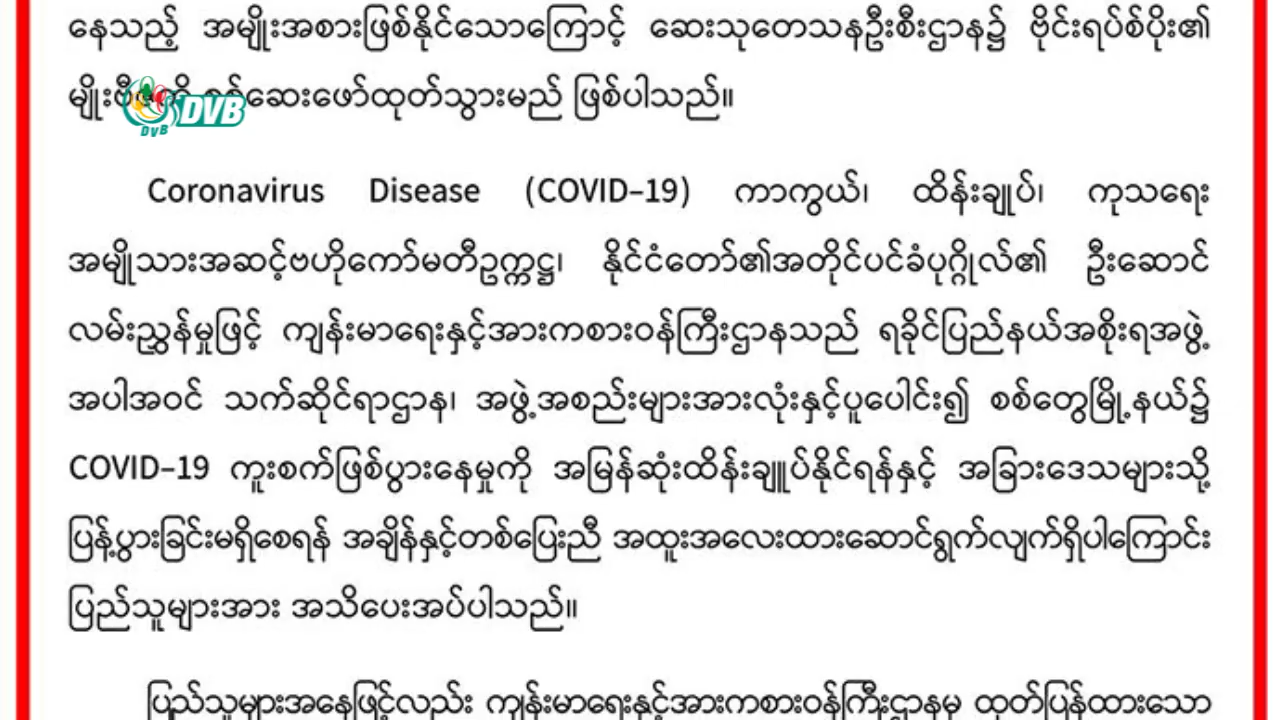 နေသည့် အမျိုးအစားဖြစ်နိုင်သောကြောင့် ဆေးသုတေသနဦးစီးဌာန၌ ဗိုင်းရပ်စ်ပိုး၏
စစ်ဆေးဖော်ထုတ်သွားမည် ဖြစ်ပါသည်။
DVB
DVB
Coronavirus Disease (COVID-19) ကာကွယ်၊ ထိန်းချုပ်၊ ကုသရေး
အမျိုသားအဆင့်ဗဟိုကော်မတီဥက္ကဋ္ဌ၊ နိုင်ငံတော်၏အတိုင်ပင်ခံပုဂ္ဂိုလ်၏ ဦးဆောင်
လမ်းညွှန်မှုဖြင့် ကျန်းမာရေးနှင့်အားကစားဝန်ကြီးဌာနသည် ရခိုင်ပြည်နယ်အစိုးရအဖွဲ့
အပါအဝင် သက်ဆိုင်ရာဌာန၊ အဖွဲ့အစည်းများအားလုံးနှင့်ပူပေါင်း၍ စစ်တွေမြို့နယ်၌
COVID-19 ကူးစက်ဖြစ်ပွားနေမှုကို အမြန်ဆုံးထိန်းချူပ်နိုင်ရန်နှင့် အခြားဒေသများသို့
ပြန့်ပွားခြင်းမရှိစေရန် အချိန်နှင့်တစ်ပြေးညီ အထူးအလေးထားဆောင်ရွက်လျက်ရှိပါကြောင်း
ပြည်သူများအား အသိပေးအပ်ပါသည်။
ပြည်သူများအနေဖြင့်လည်း ကျန်းမာရေးနှင့်အားကစားဝန်ကြီးဌာနမှ ထုတ်ပြန်ထားသော